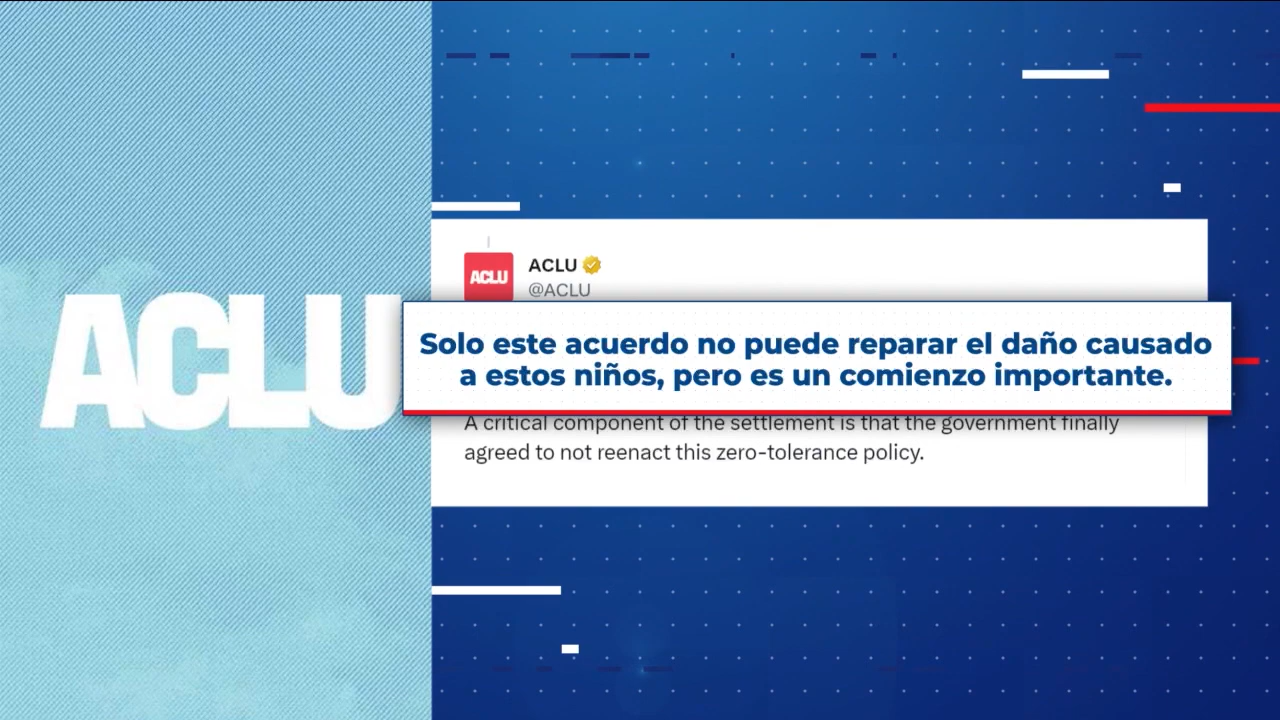 ACLU
ACLU
ACLU
@ACLU
Solo este acuerdo no puede reparar el daño causado
a estos niños, pero es un comienzo importante.
A critical component of the settlement is that the government finally
agreed to not reenact this zero-tolerance policy.